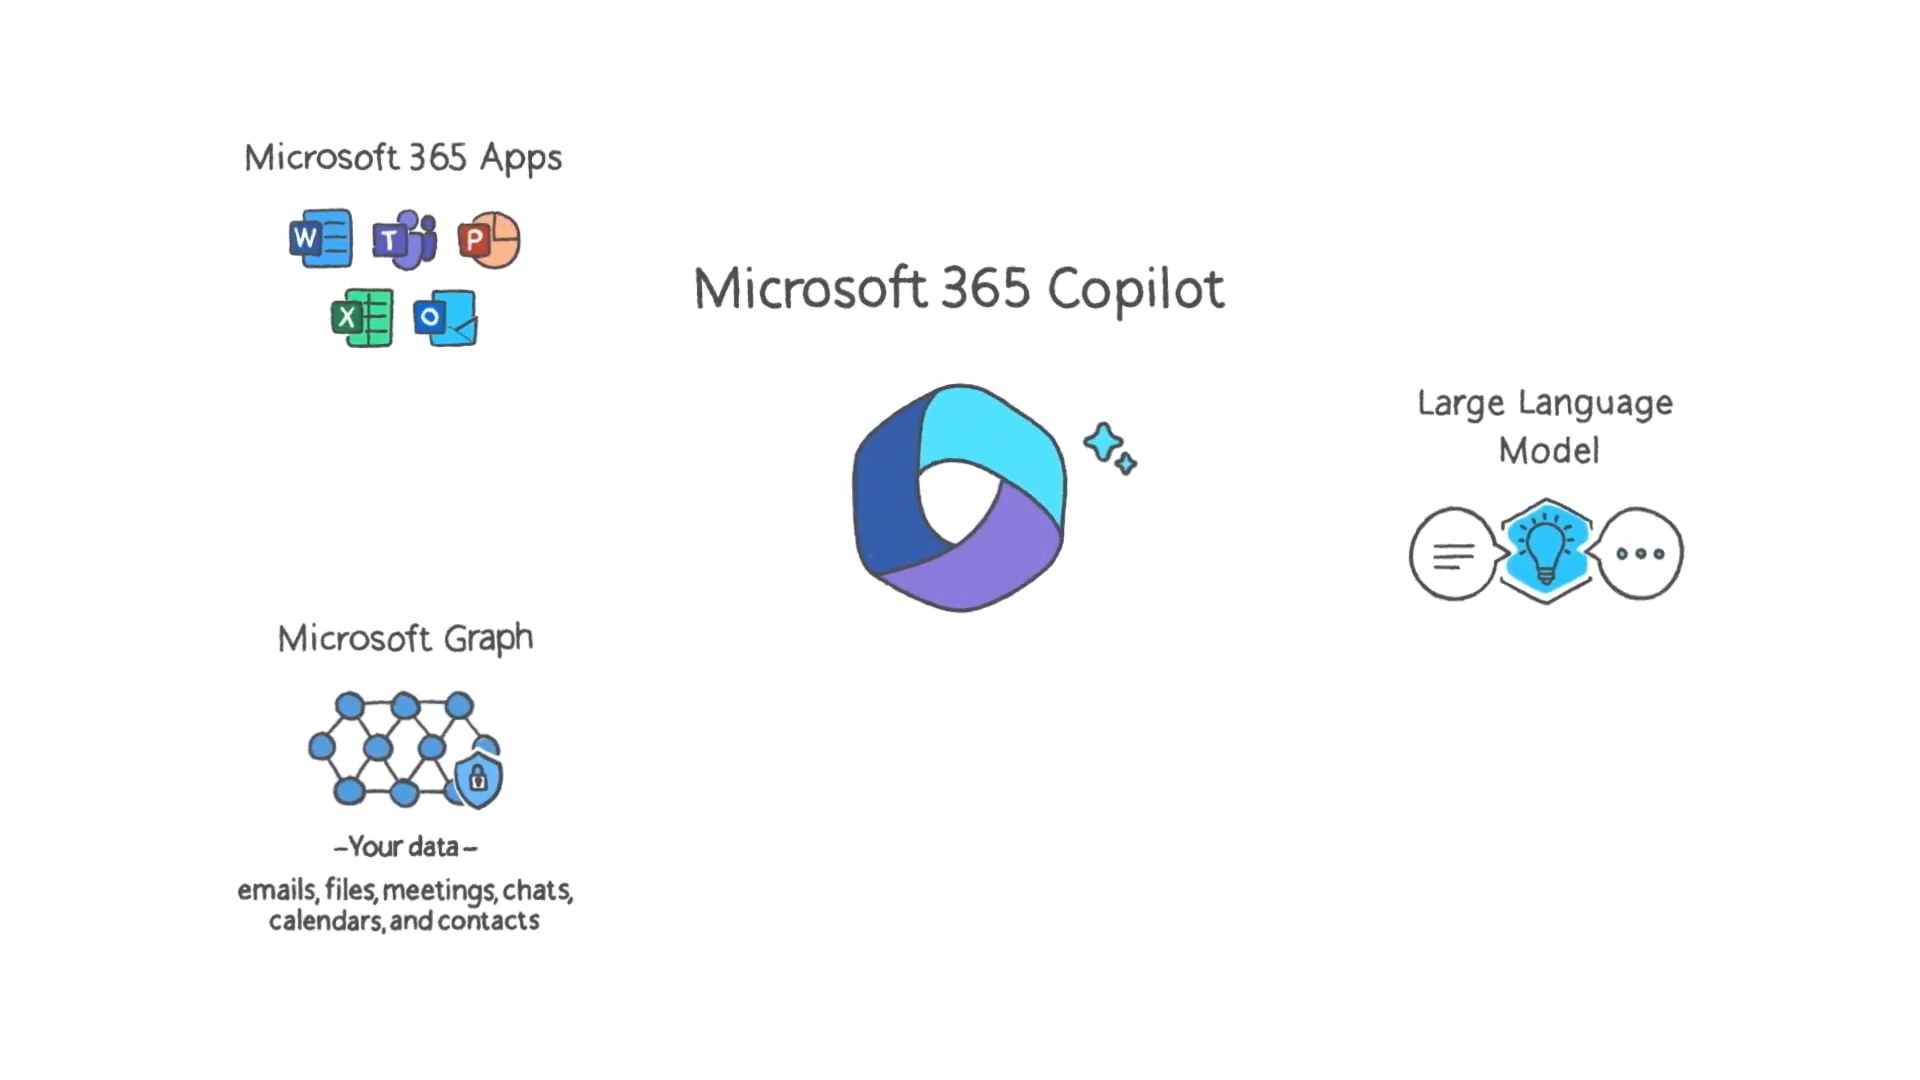 Microsoft 365 Apps
W
T
P
X
O
Microsoft 365 Copilot
Large Language
Model
Microsoft Graph
-Your data-
emails, files, meetings, chats,
calendars, and contacts